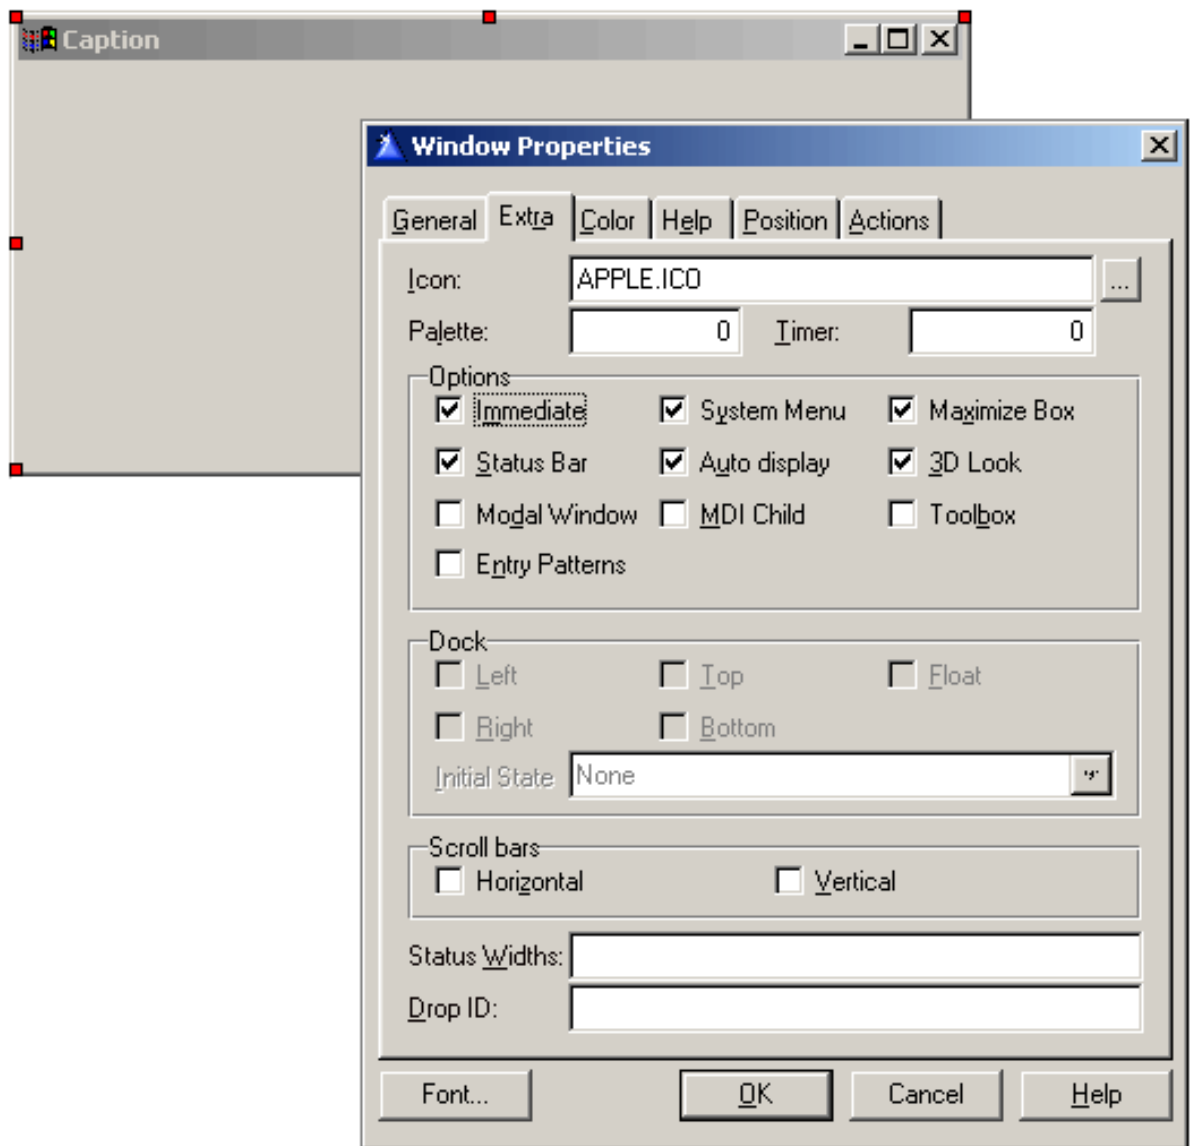 Caption
Window Properties
General Extra Color Help Position Actions
Icon: APPLE.ICO ...
Palette: 0 Timer: 0
Options
Immediate System Menu Maximize Box
Status Bar Auto display 3D Look
Modal Window MDI Child Toolbox
Entry Patterns
Dock
Left Top Float
Right Bottom
Initial State None
Scroll bars
Horizontal Vertical
Status Widths:
Drop ID:
Font... OK Cancel Help